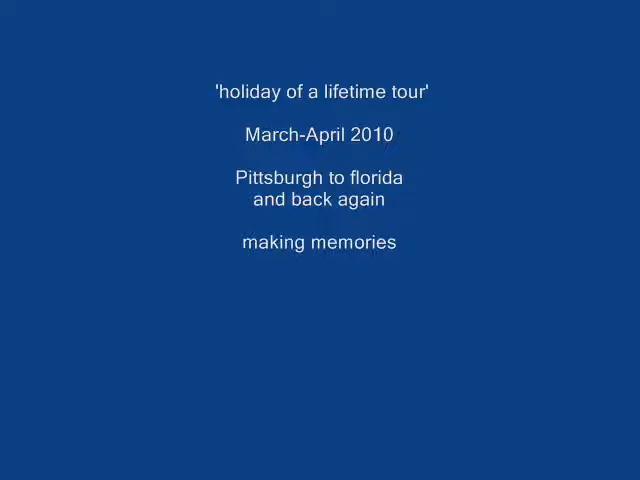 'holiday of a lifetime tour'
March-April 2010
Pittsburgh to florida
and back again
making memories